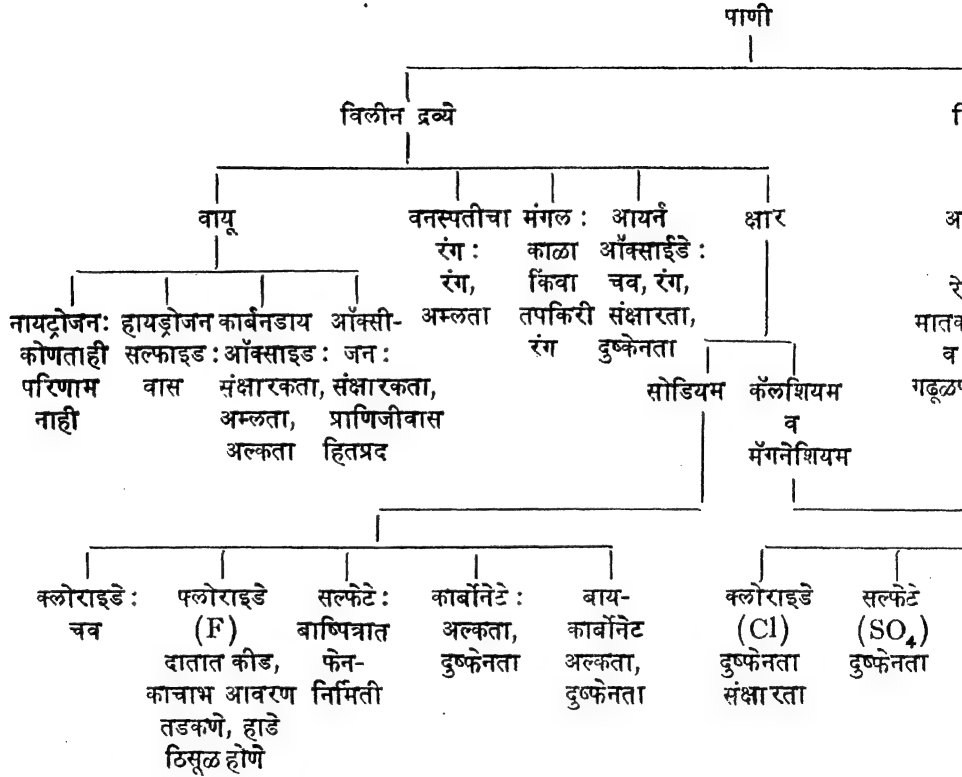 पाणी
विलीन द्रव्ये
वायू
वनस्पतीचा
रंग :
रंग,
अम्लता
मंगल :
काळा
किंवा
तपकिरी
रंग
आयर्न
ऑक्साईडे :
चव, रंग,
संक्षारता,
दुष्फेनता
क्षार
नायट्रोजन:
कोणताही
परिणाम
नाही
हायड्रोजन
सल्फाइड :
वास
कार्बनडाय
ऑक्साइड :
संक्षारकता,
अम्लता,
अल्कता
ऑक्सी-
जन :
संक्षारकता,
प्राणिजीवास
हितप्रद
सोडियम
कॅलशियम
व
मॅगनेशियम
रे
मातक
व
क्लोराइडे :
चव
फ्लोराइडे
(F)
दातात कीड,
काचाभ आवरण
तडकणे, हाडे
ठिसूळ होणे
सल्फेटे :
बाष्पित्रात
फेन-
निर्मिती
कार्बोनेटे :
अल्कता,
दुष्फेनता
बाय-
कार्बोनेट
अल्कता,
दुष्फेनता
क्लोराइडे
(Cl)
दुष्फेनता
संक्षारता
सल्फेटे
(SO₄)
दुष्फेनता